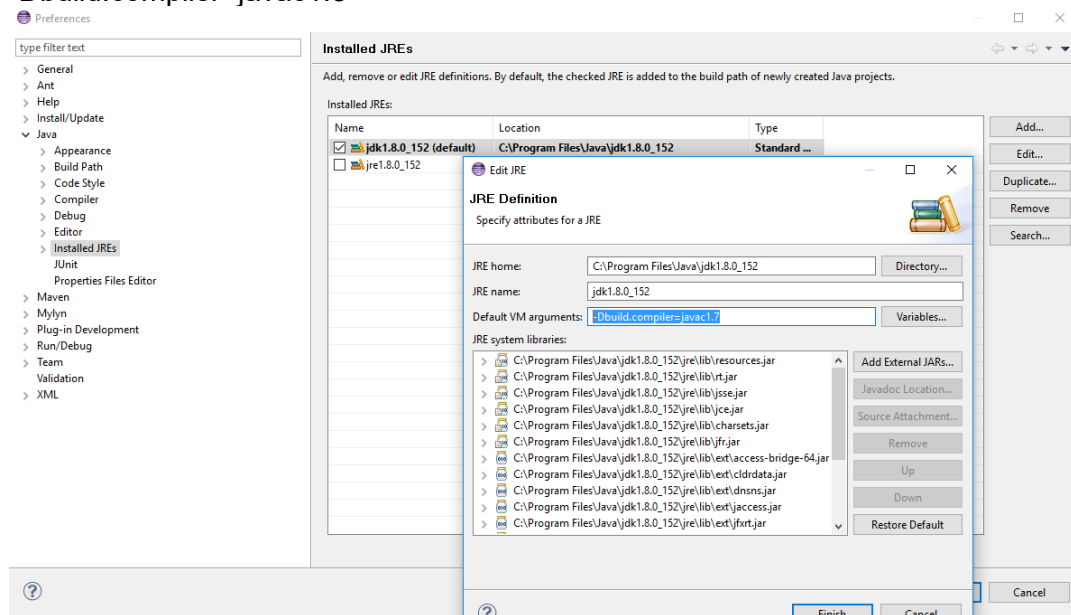 Preferences
type filter text
General
Ant
Help
Install/Update
Java
Appearance
Build Path
Code Style
Compiler
Debug
Editor
Installed JREs
JUnit
Properties Files Editor
Maven
Mylyn
Plug-in Development
Run/Debug
Team
Validation
XML
Installed JREs
Add, remove or edit JRE definitions. By default, the checked JRE is added to the build path of newly created Java projects.
Installed JREs:
Name Location Type
jdk1.8.0_152 (default) C:\Program Files\Java\jdk1.8.0_152 Standard ...
jre1.8.0_152
Add...
Edit...
Duplicate...
Remove
Search...
Edit JRE
JRE Definition
Specify attributes for a JRE
JRE home: C:\Program Files\Java\jdk1.8.0_152 Directory...
JRE name: jdk1.8.0_152
Default VM arguments: -Dbuild.compiler=javac1.7 Variables...
JRE system libraries:
C:\Program Files\Java\jdk1.8.0_152\jre\lib\resources.jar
C:\Program Files\Java\jdk1.8.0_152\jre\lib\rt.jar
C:\Program Files\Java\jdk1.8.0_152\jre\lib\jsse.jar
C:\Program Files\Java\jdk1.8.0_152\jre\lib\jce.jar
C:\Program Files\Java\jdk1.8.0_152\jre\lib\charsets.jar
C:\Program Files\Java\jdk1.8.0_152\jre\lib\jfr.jar
C:\Program Files\Java\jdk1.8.0_152\jre\lib\ext\access-bridge-64.jar
C:\Program Files\Java\jdk1.8.0_152\jre\lib\ext\cldrdata.jar
C:\Program Files\Java\jdk1.8.0_152\jre\lib\ext\dnsns.jar
C:\Program Files\Java\jdk1.8.0_152\jre\lib\ext\jaccess.jar
C:\Program Files\Java\jdk1.8.0_152\jre\lib\ext\jfxrt.jar
Add External JARs...
Javadoc Location...
Source Attachment...
Remove
Up
Down
Restore Default
Finish
Cancel
Cancel